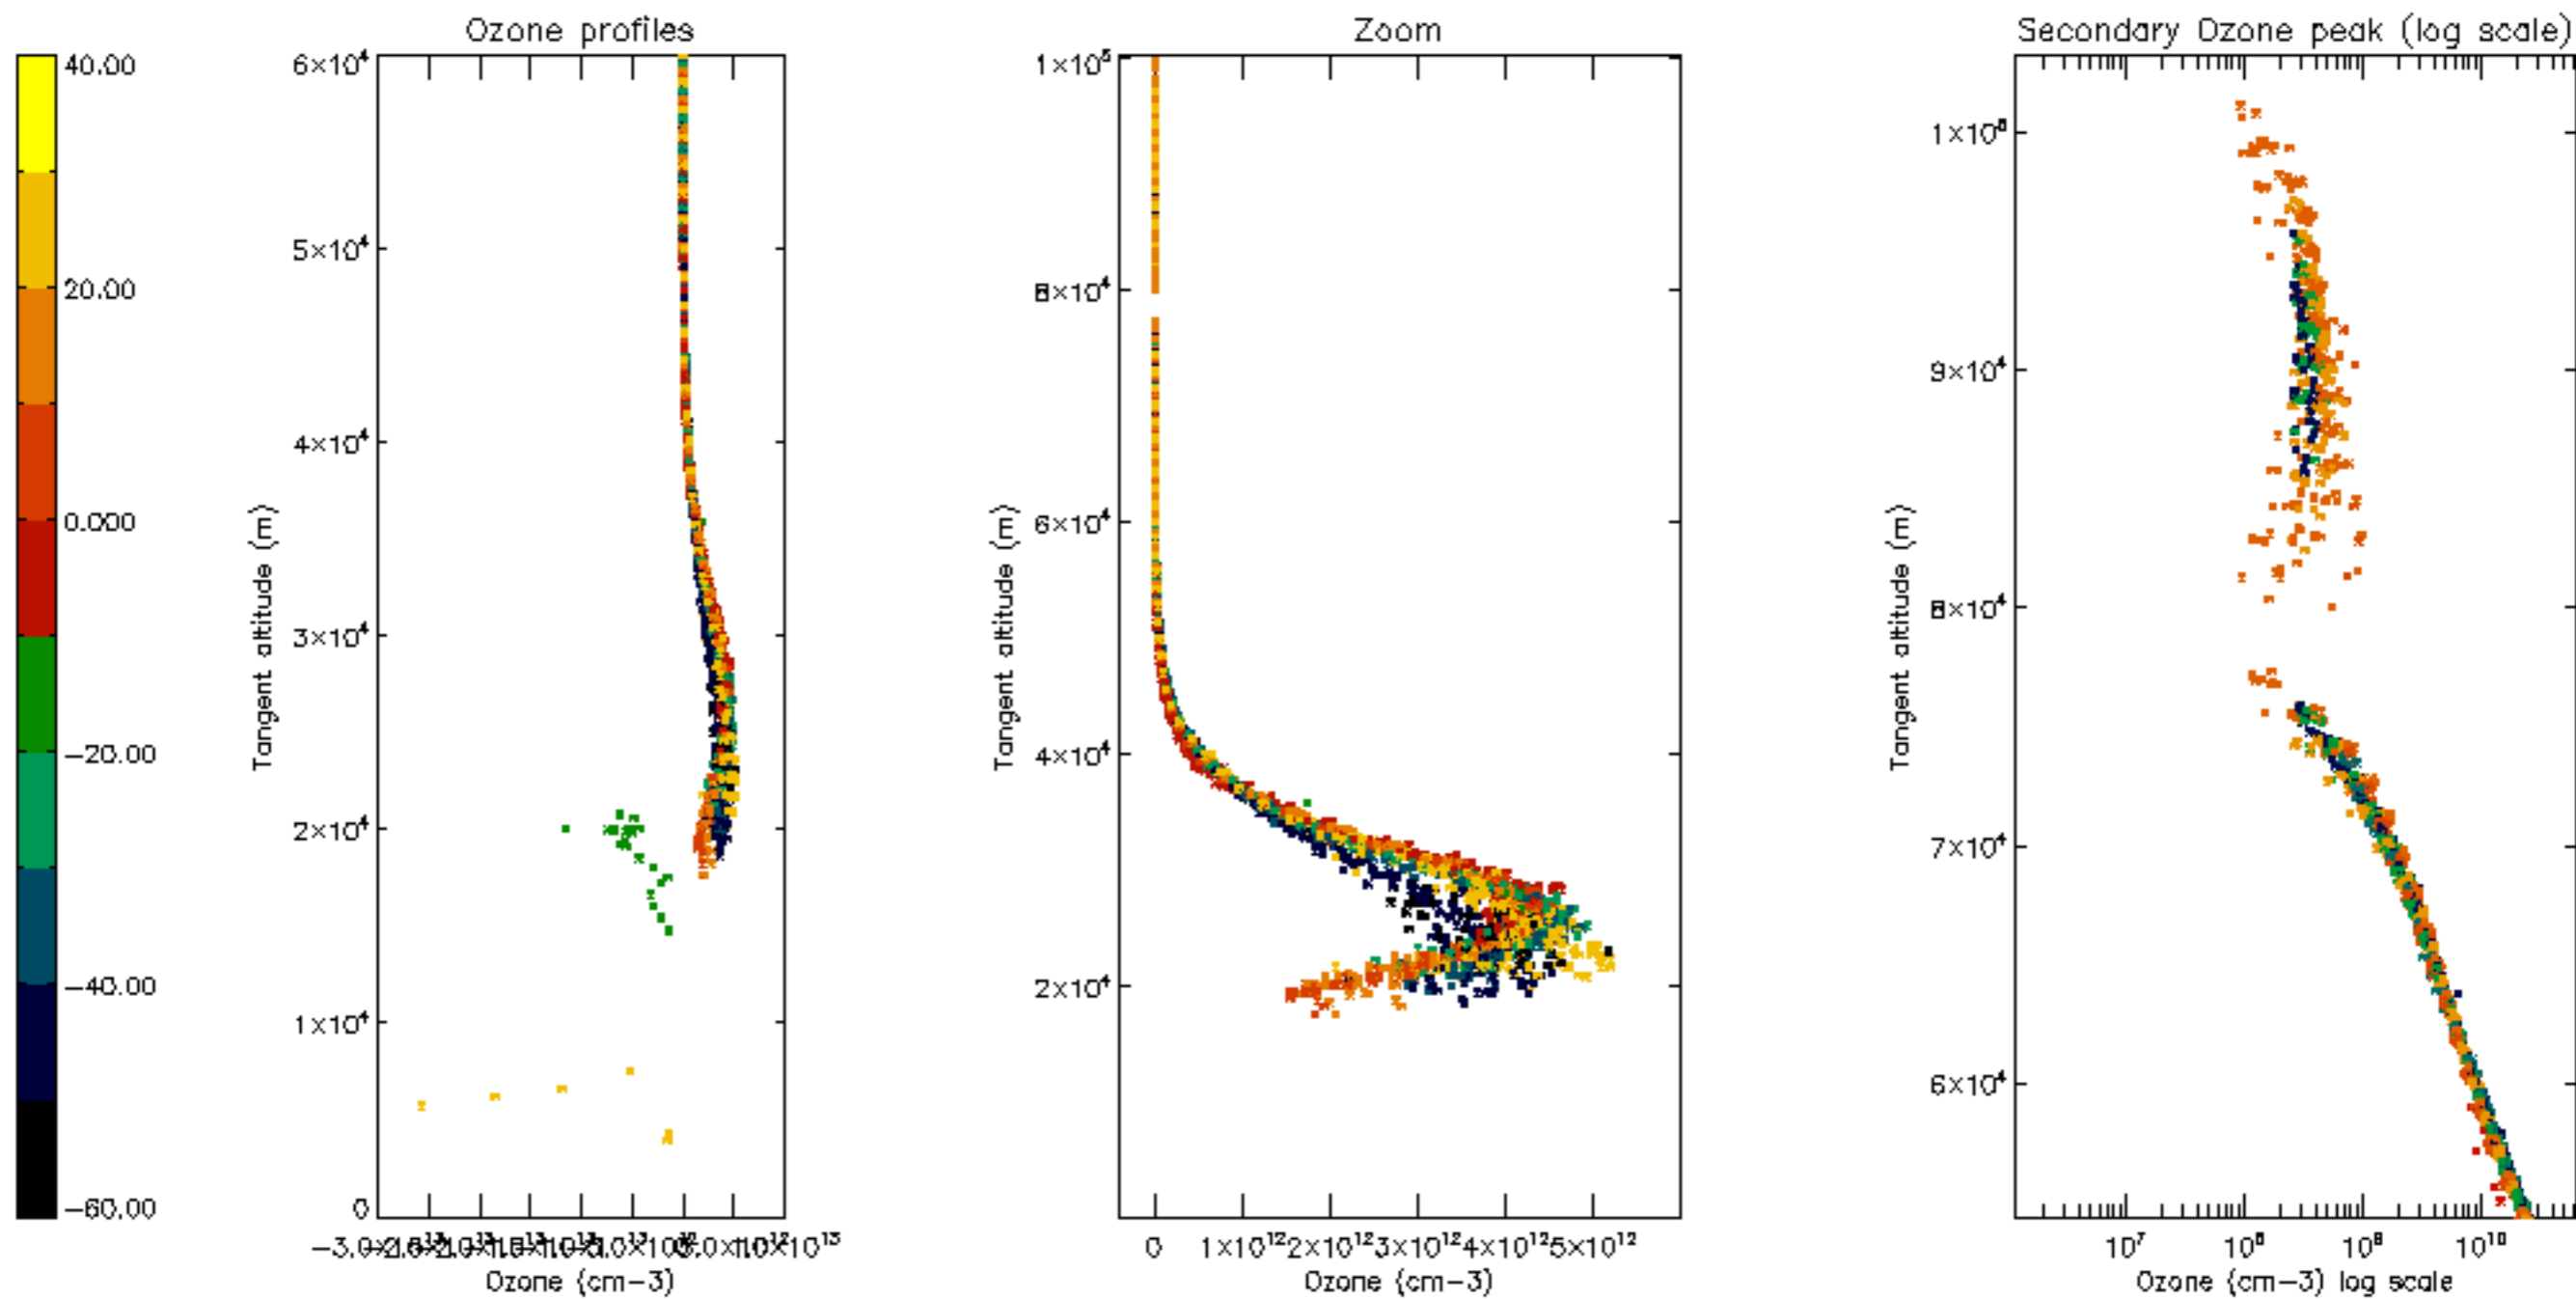 Ozone profiles
Zoom
Secondary Ozone peak (log scale)
40.00
20.00
0.000
−20.00
−40.00
−60.00
6×10⁴
5×10⁴
4×10⁴
3×10⁴
2×10⁴
1×10⁴
0
Tangent altitude (m)
Ozone (cm−3)
1×10⁵
8×10⁴
6×10⁴
4×10⁴
2×10⁴
Tangent altitude (m)
0 1×10¹² 2×10¹² 3×10¹² 4×10¹² 5×10¹²
Ozone (cm−3)
9×10⁴
8×10⁴
7×10⁴
6×10⁴
Tangent altitude (m)
10⁷ 10⁸ 10⁹ 10¹⁰
Ozone (cm−3) log scale